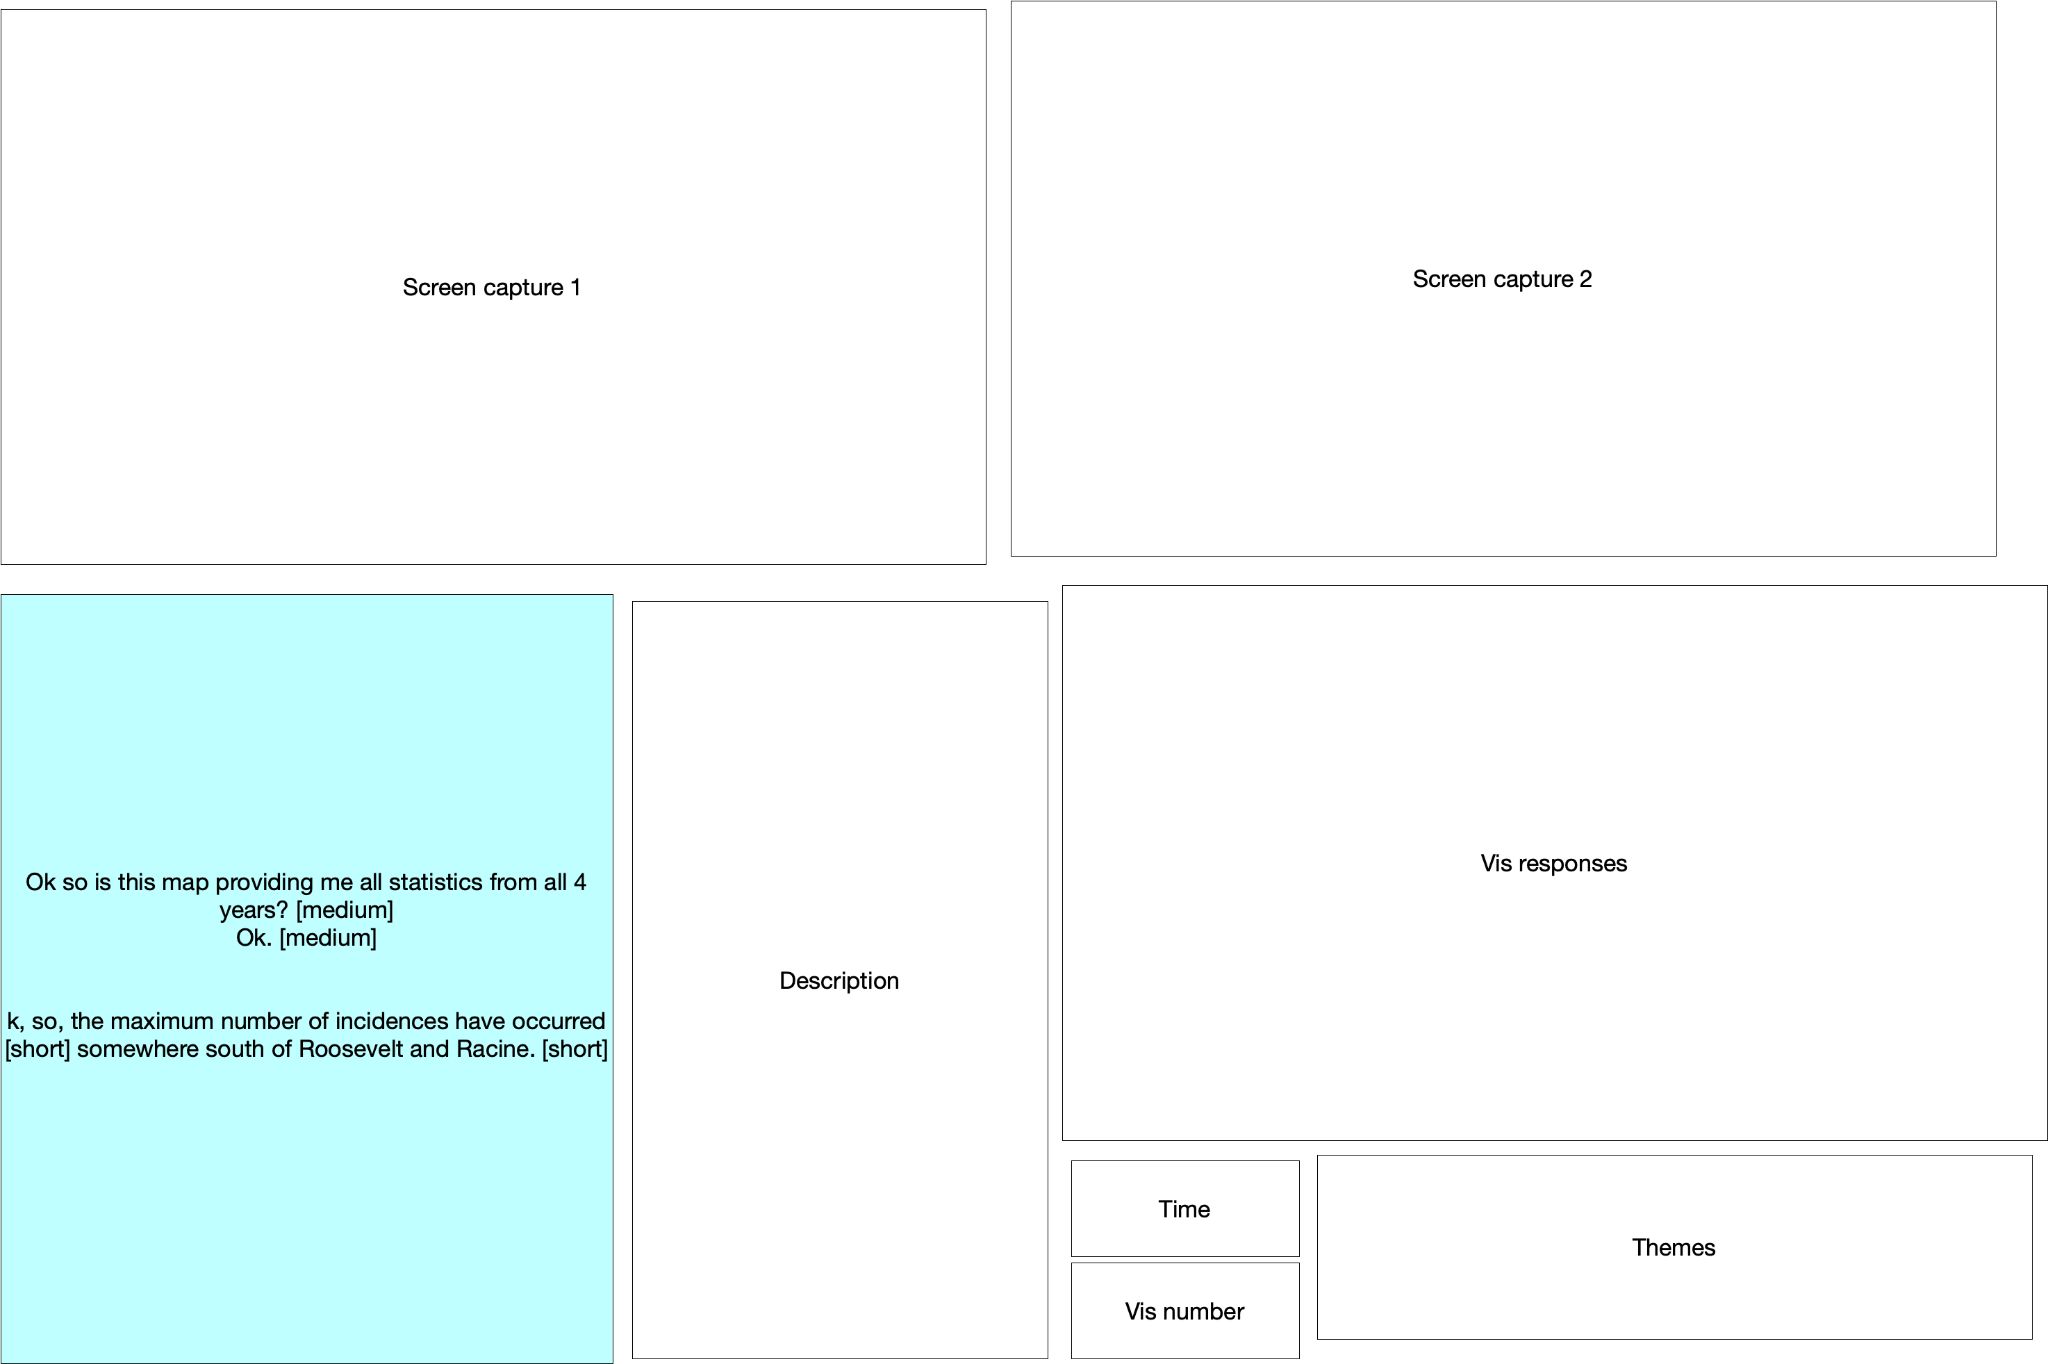 Screen capture 1
Screen capture 2
Ok so is this map providing me all statistics from all 4
years? [medium]
Ok. [medium]
k, so, the maximum number of incidences have occurred
[short] somewhere south of Roosevelt and Racine. [short]
Description
Vis responses
Time
Vis number
Themes